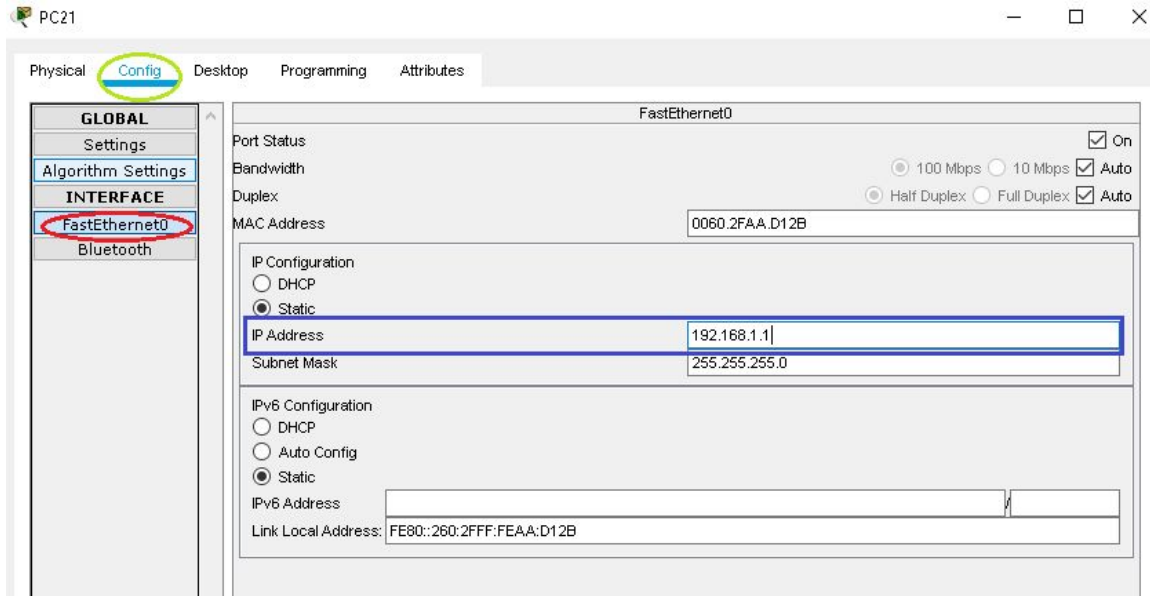 PC21
Physical Config Desktop Programming Attributes
GLOBAL
Settings
Algorithm Settings
INTERFACE
FastEthernet0
Bluetooth
FastEthernet0
Port Status On
Bandwidth 100 Mbps 10 Mbps Auto
Duplex Half Duplex Full Duplex Auto
MAC Address 0060.2FAA.D12B
IP Configuration
DHCP
Static
IP Address 192.168.1.1
Subnet Mask 255.255.255.0
IPv6 Configuration
DHCP
Auto Config
Static
IPv6 Address /
Link Local Address: FE80::260:2FFF:FEAA:D12B